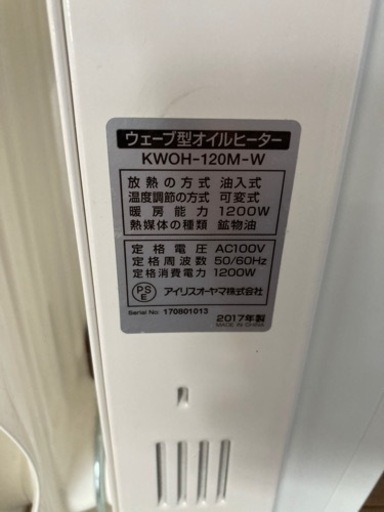 ウェーブ型オイルヒーター
KWOH-120M-W
放熱の方式 油入式
温度調節の方式 可変式
暖房能力 1200W
熱媒体の種類 鉱物油
定格電圧 AC100V
定格周波数 50/60Hz
定格消費電力 1200W
PSE アイリスオーヤマ株式会社
Serial No: 170801013
2017年製
MADE IN CHINA